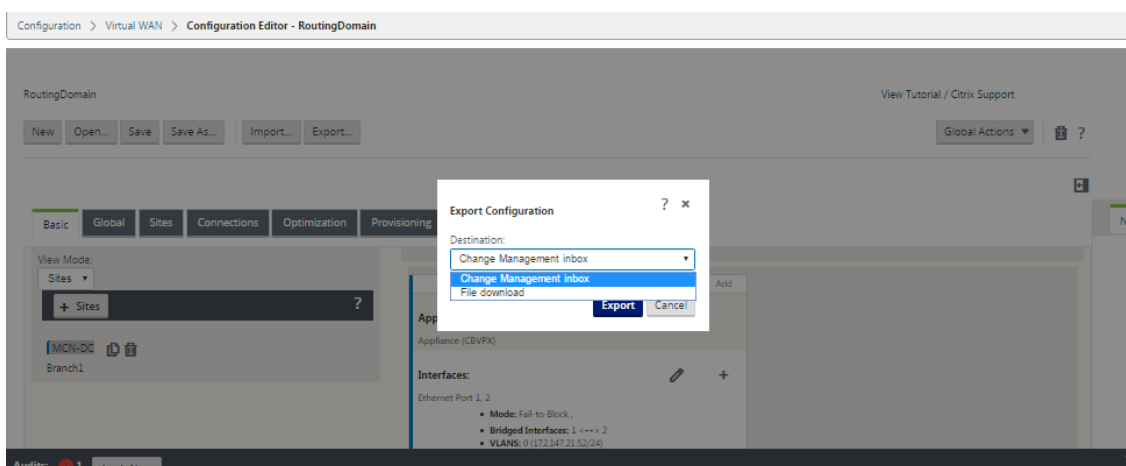 Configuration > Virtual WAN > Configuration Editor - RoutingDomain
RoutingDomain
View Tutorial / Citrix Support
New Open... Save Save As... Import... Export...
Global Actions ▼ ?
Basic Global Sites Connections Optimization Provisioning
N
View Mode:
Sites ▼
+ Sites ?
MCN-DC
Branch1
Export Configuration ? ×
Destination:
Change Management inbox ▼
Change Management inbox
File download
Export Cancel
Add
App
Appliance (CBVPX)
Interfaces: +
Ethernet Port 1, 2
• Mode: Fail-to-Block ,
• Bridged Interfaces: 1 <--> 2
• VLANS: 0 (172.147.21.52/24)
Audits: 1